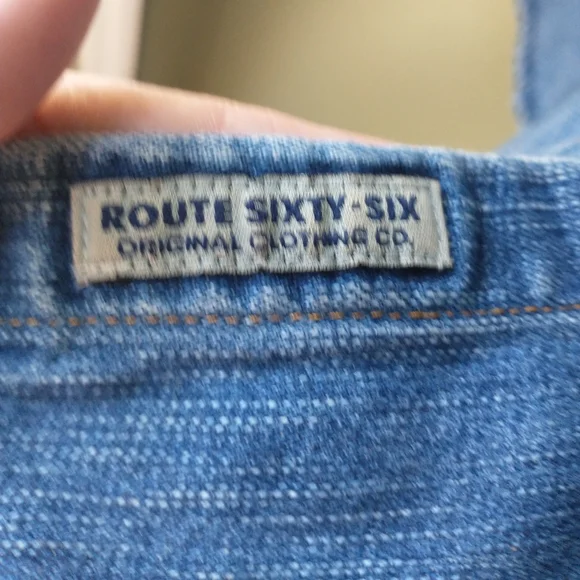 ROUTE SIXTY-SIX
ORIGINAL CLOTHING CO.